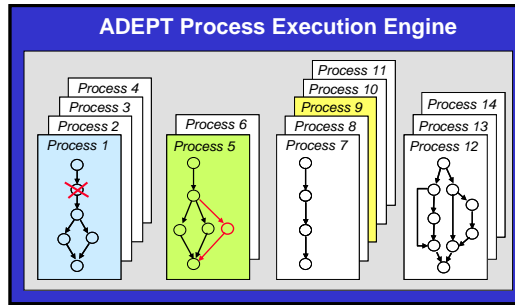 ADEPT Process Execution Engine
Process 4
Process 3
Process 2
Process 1
Process 6
Process 5
Process 11
Process 10
Process 9
Process 8
Process 7
Process 14
Process 13
Process 12